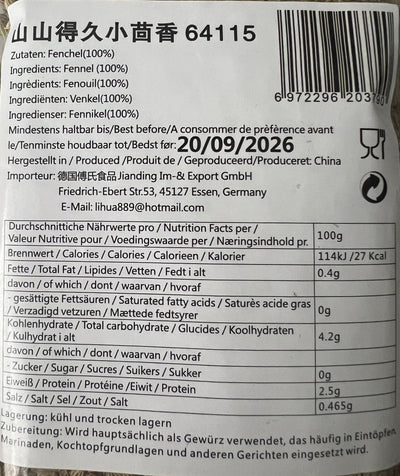 山山得久小茴香 64115
Zutaten: Fenchel(100%)
Ingredients: Fennel (100%)
Ingrédients: Fenouil(100%)
Ingrediënten: Venkel(100%)
Ingredienser: Fennikel(100%)
6 972296 203790
Mindestens haltbar bis/Best before/A consommer de prèfèrence avant
le/Tenminste houdbaar tot/Bedst før: 20/09/2026
Hergestellt in / Produced /Produit de / Geproduceerd/Produceret: China
Importeur: 德国傅氏食品 Jianding Im-& Export GmbH
Friedrich-Ebert Str.53, 45127 Essen, Germany
E-Mail: lihua889@hotmail.com
Durchschnittliche Nährwerte pro / Nutrition Facts per /
Valeur Nutritive pour / Voedingswaarde per / Næringsindhold pr. 100g
Brennwert / Calories / Calories / Calorieen / Kalorier 114kJ /27 Kcal
Fette / Total Fat / Lipides / Vetten / Fedt i alt 0.4g
davon / of which / dont / waarvan / hvoraf
- gesättigte Fettsäuren / Saturated fatty acids / Saturès acide gras
/ Verzadigd vetzuren / Mættede fedtsyrer 0g
Kohlenhydrate / Total carbohydrate / Glucides / Koolhydraten
/ Kulhydrat i alt 4.2g
davon / of which / dont / waarvan / hvoraf
- Zucker / Sugar / Sucres / Suikers / Sukker 0g
Eiweiß / Protein / Protéine /Eiwit / Protein 2.5g
Salz / Salt / Sel / Zout / Salt 0.465g
Lagerung: kühl und trocken lagern
Zubereitung: Wird hauptsächlich als Gewürz verwendet, das häufig in Eintöpfen,
Marinaden, Kochtopfgrundlagen und anderen Gerichten eingesetzt wird.